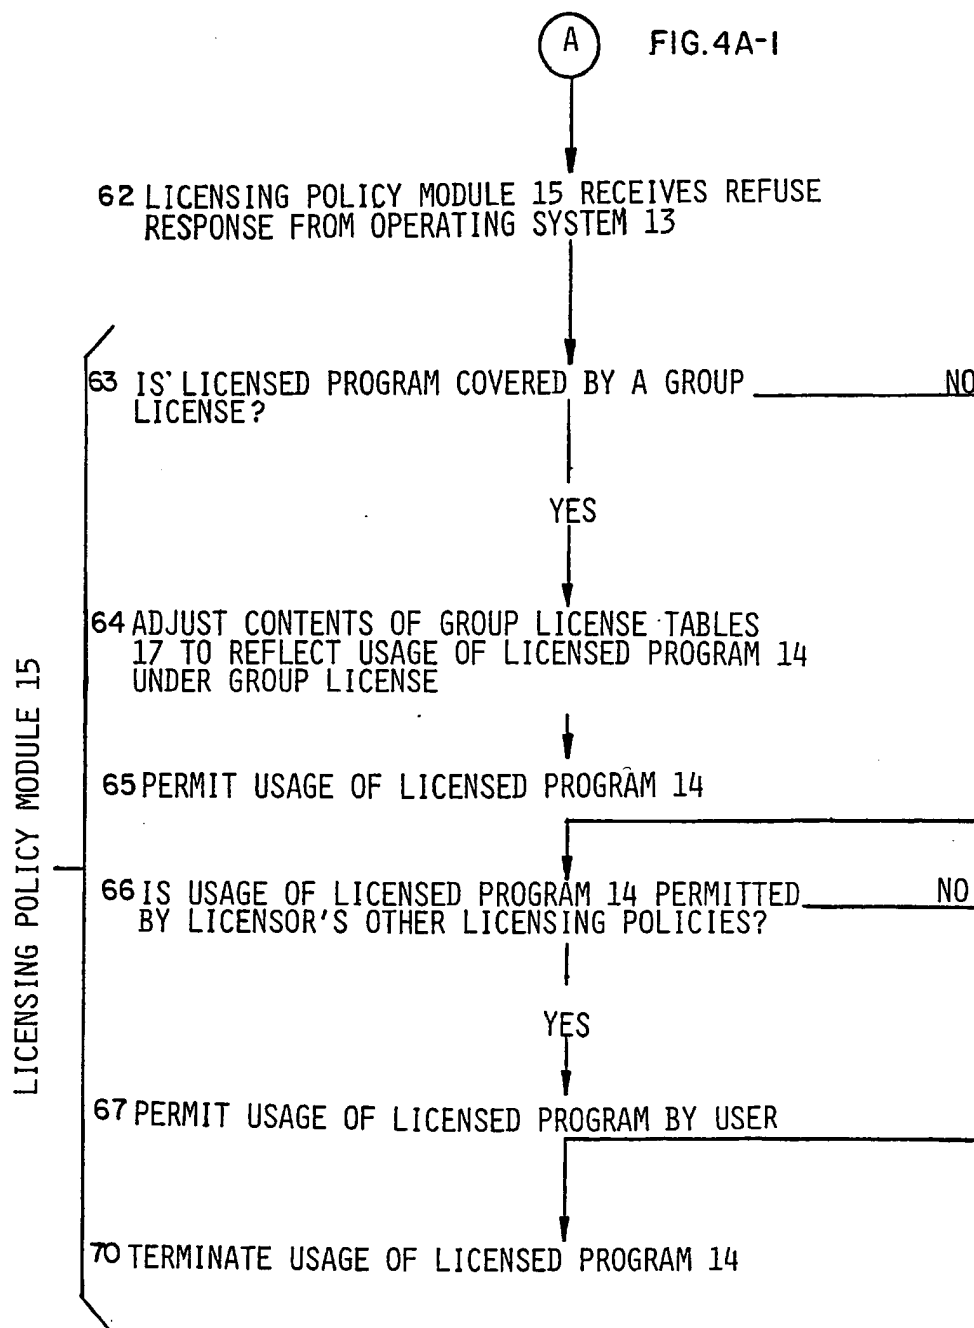 A
FIG.4A-1
62 LICENSING POLICY MODULE 15 RECEIVES REFUSE
RESPONSE FROM OPERATING SYSTEM 13
63 IS LICENSED PROGRAM COVERED BY A GROUP NO
LICENSE?
YES
64 ADJUST CONTENTS OF GROUP LICENSE TABLES
17 TO REFLECT USAGE OF LICENSED PROGRAM 14
UNDER GROUP LICENSE
65 PERMIT USAGE OF LICENSED PROGRAM 14
66 IS USAGE OF LICENSED PROGRAM 14 PERMITTED NO
BY LICENSOR'S OTHER LICENSING POLICIES?
YES
67 PERMIT USAGE OF LICENSED PROGRAM BY USER
70 TERMINATE USAGE OF LICENSED PROGRAM 14
LICENSING POLICY MODULE 15